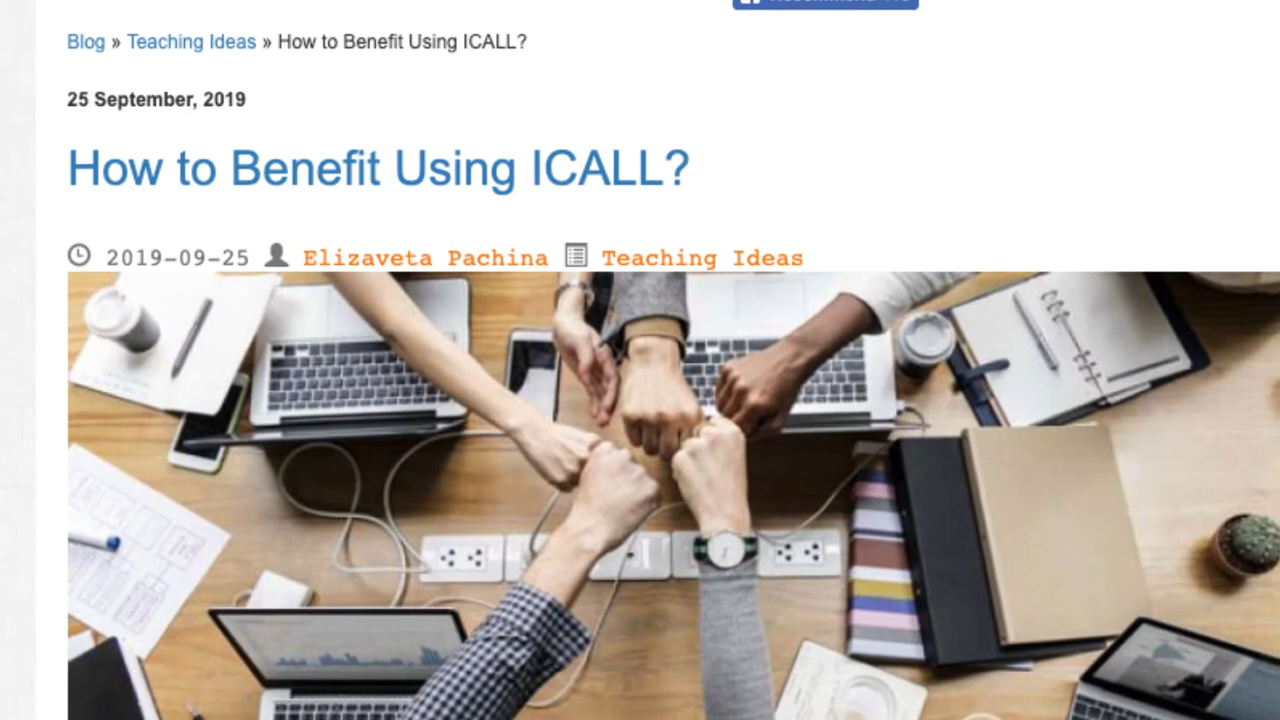 Blog » Teaching Ideas » How to Benefit Using ICALL?
25 September, 2019
How to Benefit Using ICALL?
2019-09-25 Elizaveta Pachina Teaching Ideas